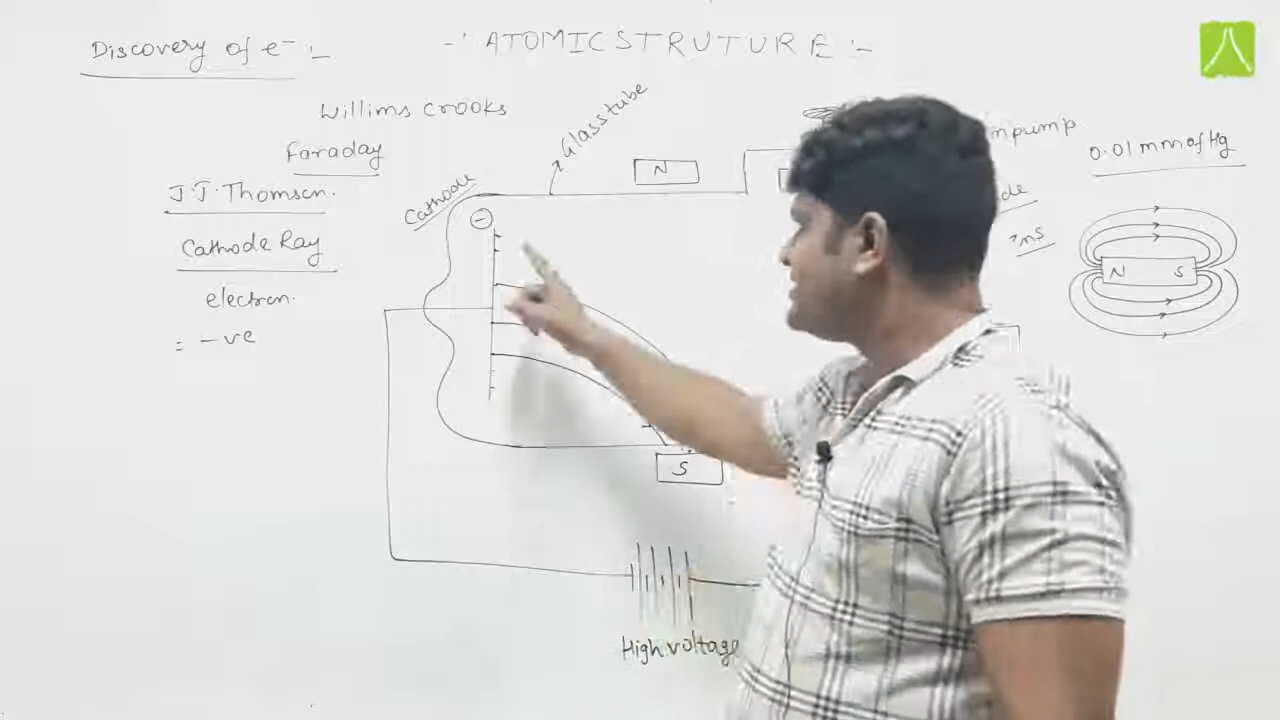 Discovery of e⁻ :-
-: ATOMIC STRUTURE :-
Willims crooks
Faraday
J.J. Thomson.
Cathode Ray
electron.
= -ve
Cathode
Glass tube
N
0.01 mm of Hg
N S
S
High voltage